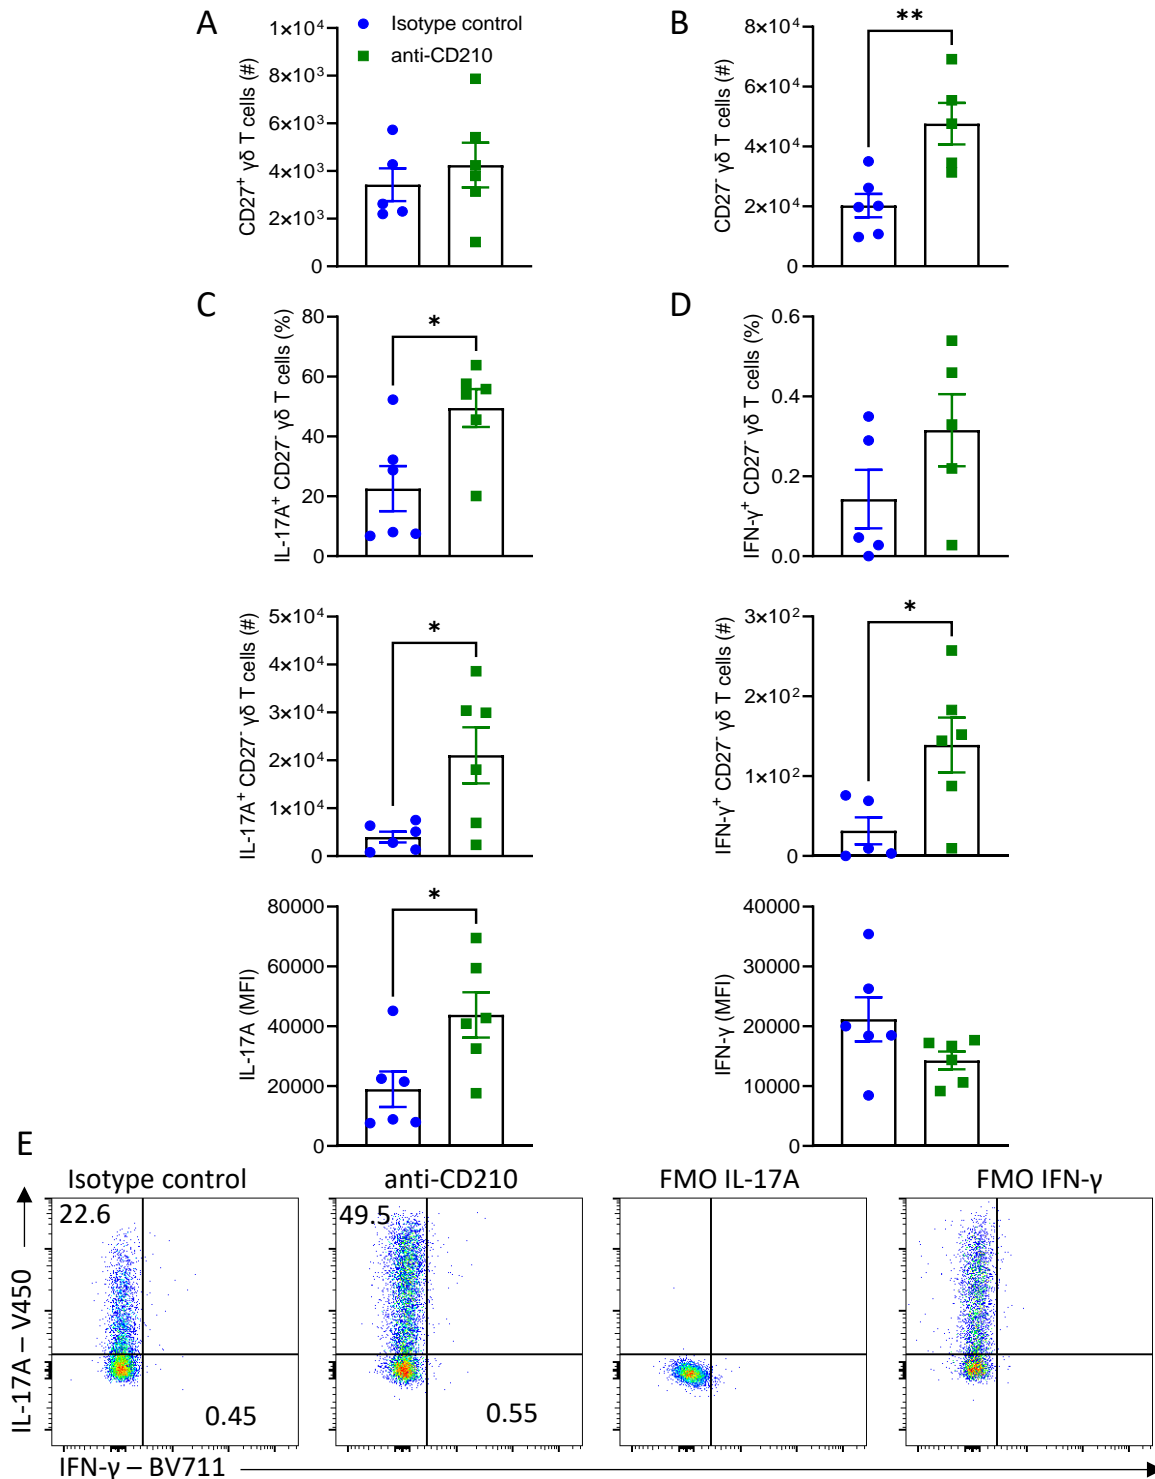 A
CD27⁺ γδ T cells (#)
1×10⁴
8×10³
6×10³
4×10³
2×10³
0
Isotype control
anti-CD210
B
CD27⁻ γδ T cells (#)
8×10⁴
6×10⁴
4×10⁴
2×10⁴
0
**
C
IL-17A⁺ CD27⁻ γδ T cells (%)
80
60
40
20
0
*
D
IFN-γ⁺ CD27⁻ γδ T cells (%)
0.6
0.4
0.2
0.0
IL-17A⁺ CD27⁻ γδ T cells (#)
5×10⁴
4×10⁴
3×10⁴
2×10⁴
1×10⁴
0
*
IFN-γ⁺ CD27⁻ γδ T cells (#)
3×10²
2×10²
1×10²
0
*
IL-17A (MFI)
80000
60000
40000
20000
0
*
IFN-γ (MFI)
40000
30000
20000
10000
0
E
Isotype control
anti-CD210
FMO IL-17A
FMO IFN-γ
IL-17A – V450
22.6
0.45
49.5
0.55
IFN-γ – BV711